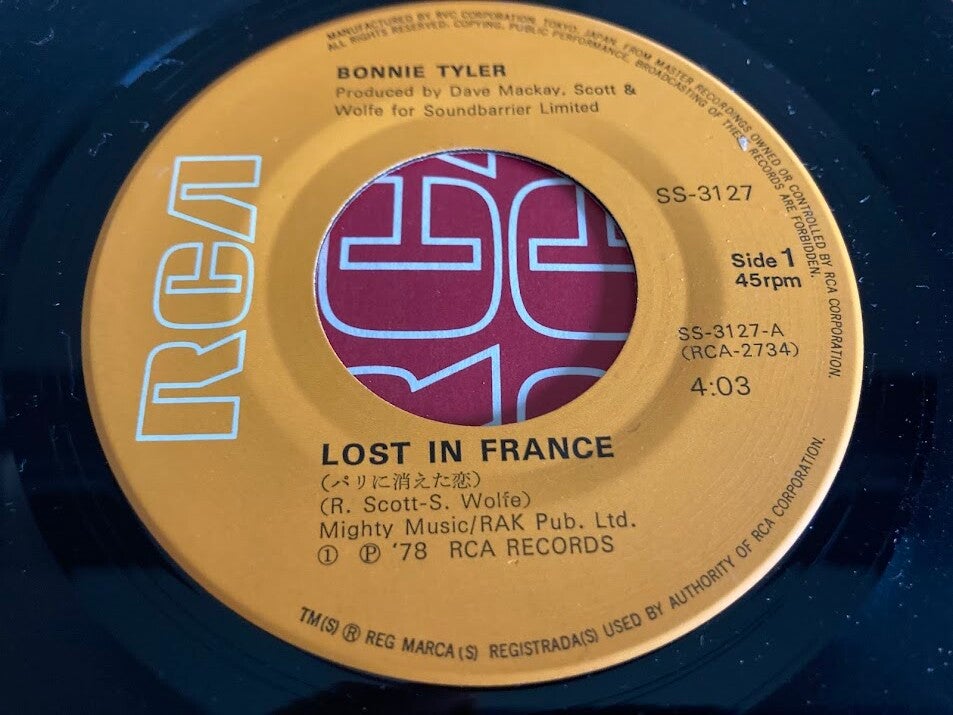 MANUFACTURED BY RVC CORPORATION, TOKYO, JAPAN, FROM MASTER RECORDINGS OWNED OR CONTROLLED BY RCA CORPORATION.
ALL RIGHTS RESERVED. COPYING, PUBLIC PERFORMANCE, BROADCASTING OF THESE RECORDS ARE FORBIDDEN.
BONNIE TYLER
Produced by Dave Mackay, Scott &
Wolfe for Soundbarrier Limited
RCA
SS-3127
Side 1
45rpm
SS-3127-A
(RCA-2734)
4:03
LOST IN FRANCE
(パリに消えた恋)
(R. Scott-S. Wolfe)
Mighty Music/RAK Pub. Ltd.
① Ⓟ '78 RCA RECORDS
TM(S) ® REG MARCA(S) REGISTRADA(S) USED BY AUTHORITY OF RCA CORPORATION.